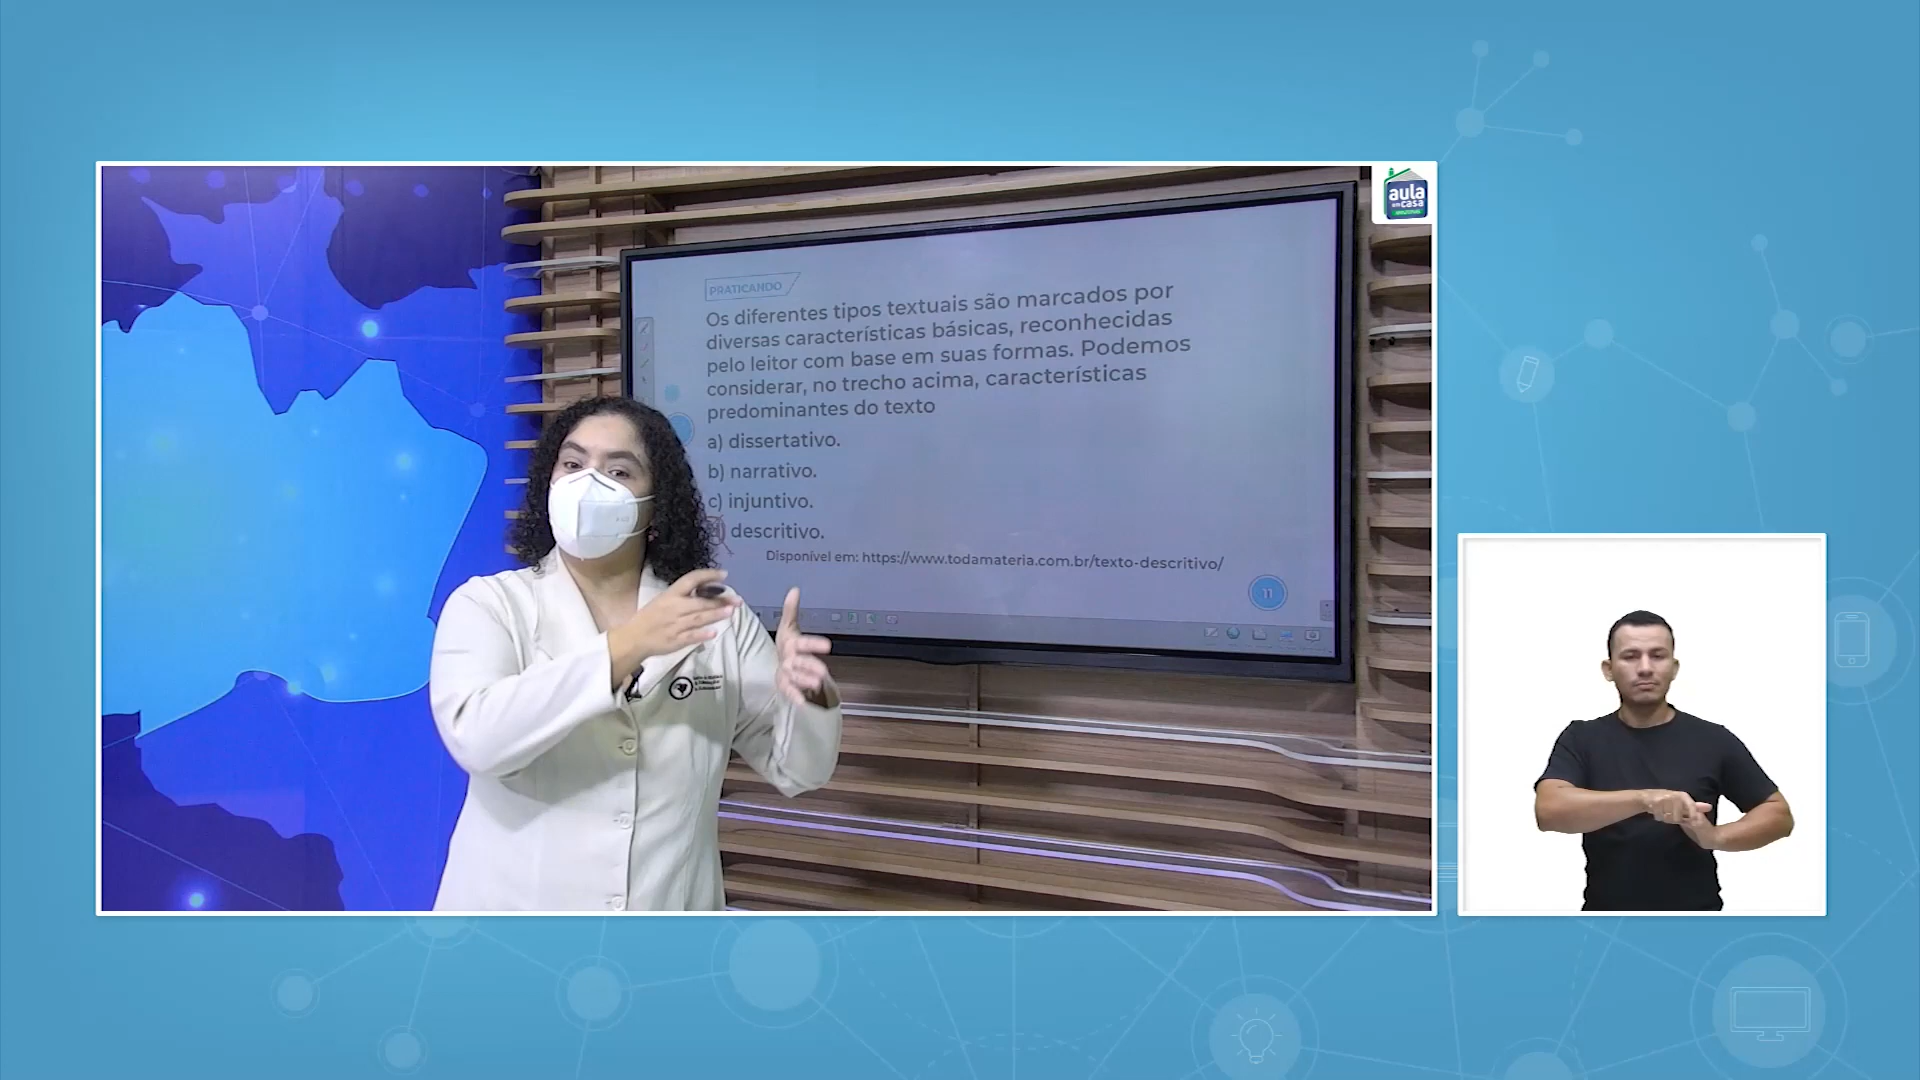 aula
em casa
PRATICANDO
Os diferentes tipos textuais são marcados por
diversas características básicas, reconhecidas
pelo leitor com base em suas formas. Podemos
considerar, no trecho acima, características
predominantes do texto
a) dissertativo.
b) narrativo.
c) injuntivo.
d) descritivo.
Disponível em: https://www.todamateria.com.br/texto-descritivo/
11